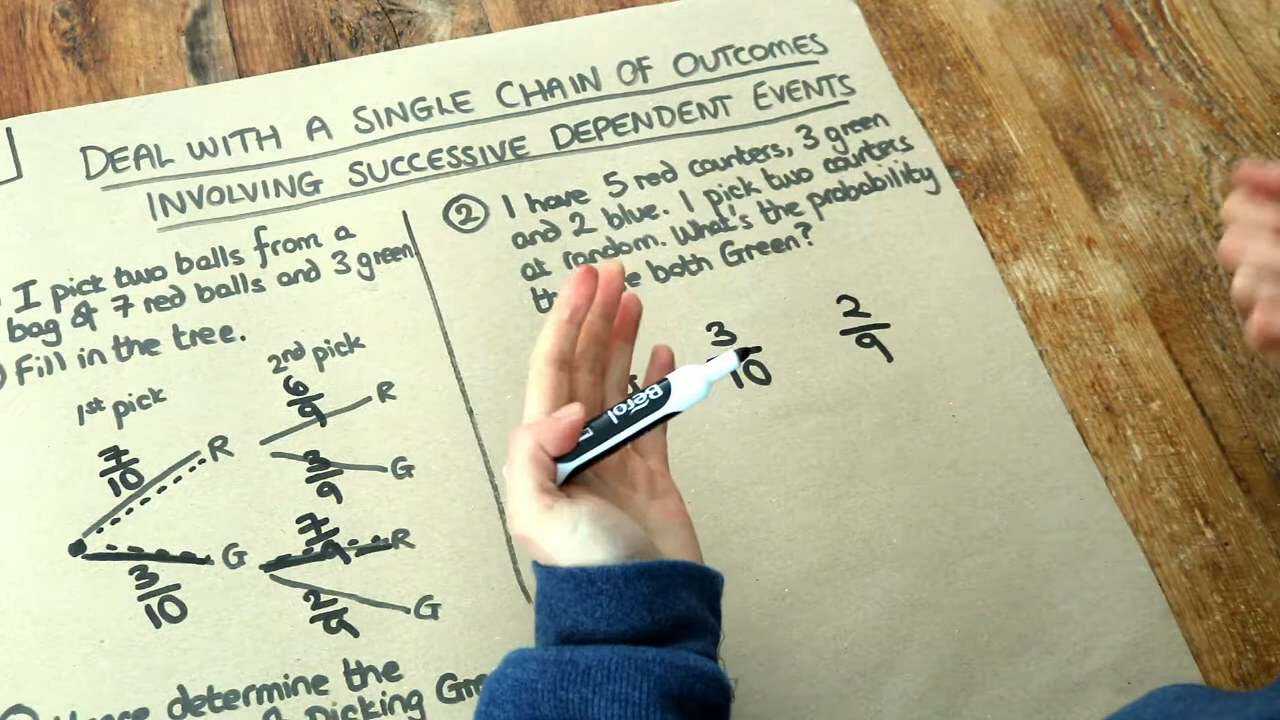 DEAL WITH A SINGLE CHAIN OF OUTCOMES
INVOLVING SUCCESSIVE DEPENDENT EVENTS
I pick two balls from a
bag of 7 red balls and 3 green
Fill in the tree.
1st pick
2nd pick
7/10
R
3/10
G
6/9
R
3/9
G
7/9
R
2/9
G
determine the
Picking
② I have 5 red counters, 3 green
and 2 blue. I pick two counters
at random. What's the probability
both Green?
3/10
2/9
Berol